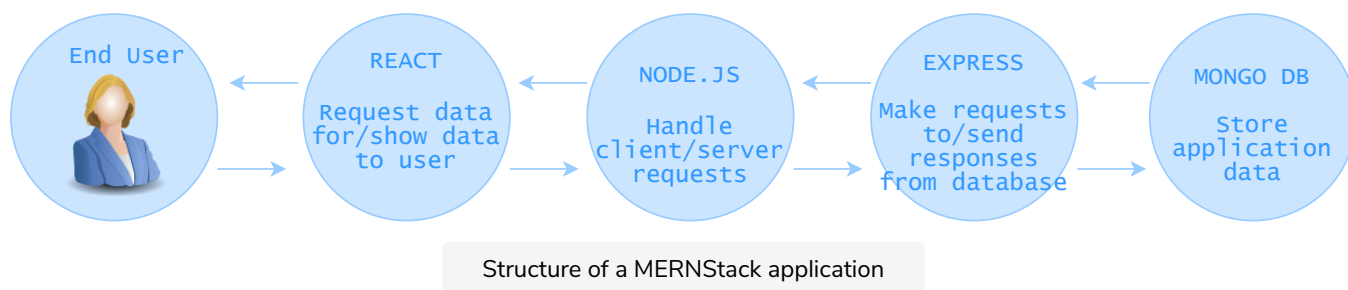 End User
REACT
Request data
for/show data
to user
NODE.JS
Handle
client/server
requests
EXPRESS
Make requests
to/send
responses
from database
MONGO DB
Store
application
data
Structure of a MERNStack application